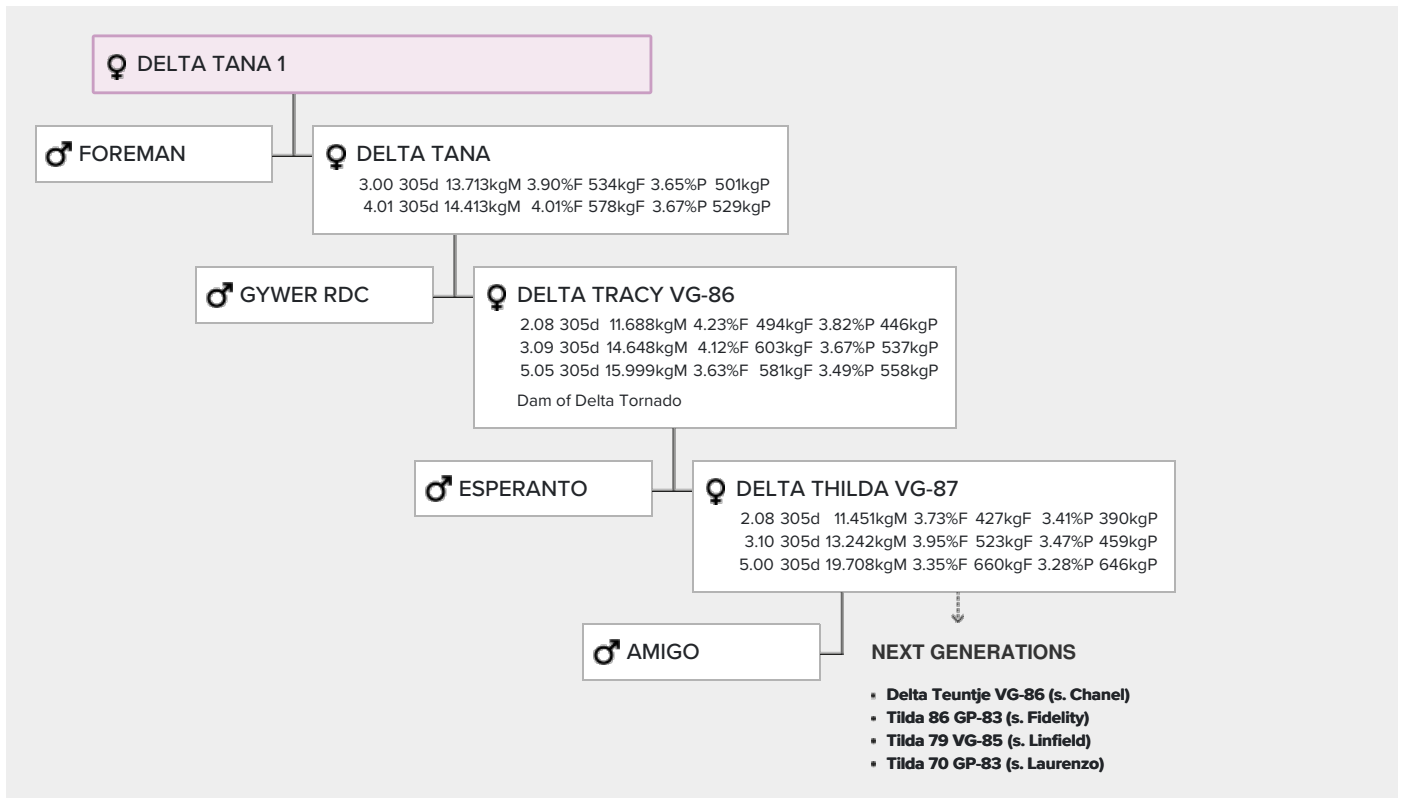 ♀ DELTA TANA 1
♂ FOREMAN
♀ DELTA TANA
3.00 305d 13.713kgM 3.90%F 534kgF 3.65%P 501kgP
4.01 305d 14.413kgM 4.01%F 578kgF 3.67%P 529kgP
♂ GYWER RDC
♀ DELTA TRACY VG-86
2.08 305d 11.688kgM 4.23%F 494kgF 3.82%P 446kgP
3.09 305d 14.648kgM 4.12%F 603kgF 3.67%P 537kgP
5.05 305d 15.999kgM 3.63%F 581kgF 3.49%P 558kgP
Dam of Delta Tornado
♂ ESPERANTO
♀ DELTA THILDA VG-87
2.08 305d 11.451kgM 3.73%F 427kgF 3.41%P 390kgP
3.10 305d 13.242kgM 3.95%F 523kgF 3.47%P 459kgP
5.00 305d 19.708kgM 3.35%F 660kgF 3.28%P 646kgP
♂ AMIGO
NEXT GENERATIONS
• Delta Teuntje VG-86 (s. Chanel)
• Tilda 86 GP-83 (s. Fidelity)
• Tilda 79 VG-85 (s. Linfield)
• Tilda 70 GP-83 (s. Laurenzo)